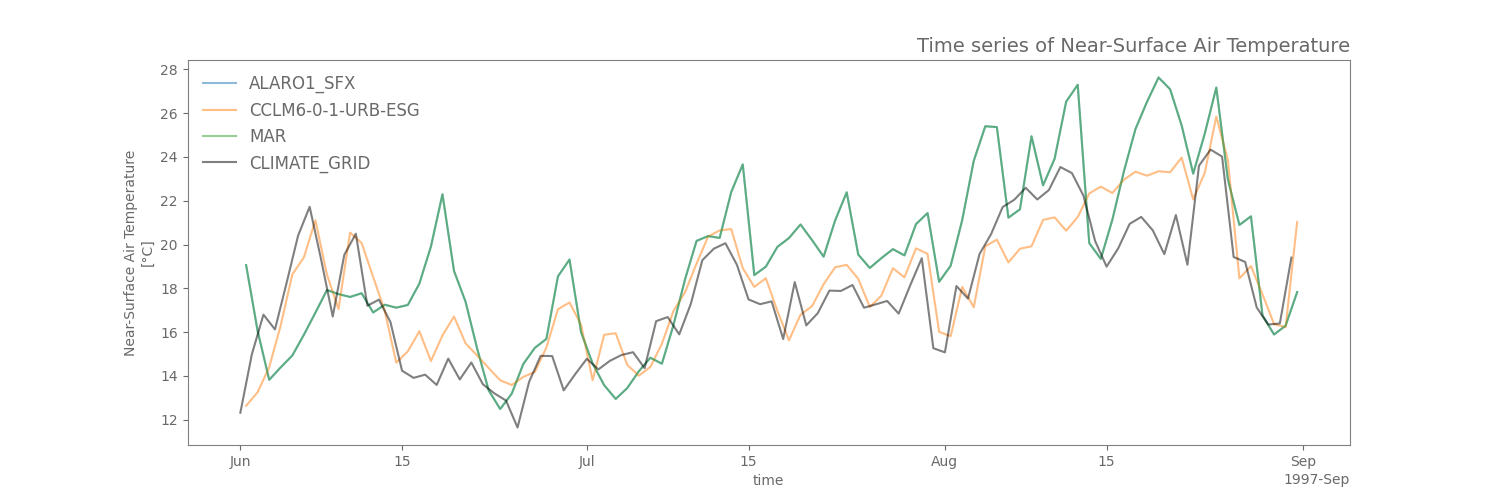 Time series of Near-Surface Air Temperature
28
26
24
22
20
18
16
14
12
Near-Surface Air Temperature
[°C]
ALARO1_SFX
CCLM6-0-1-URB-ESG
MAR
CLIMATE_GRID
Jun
15
Jul
15
Aug
15
Sep
time
1997-Sep